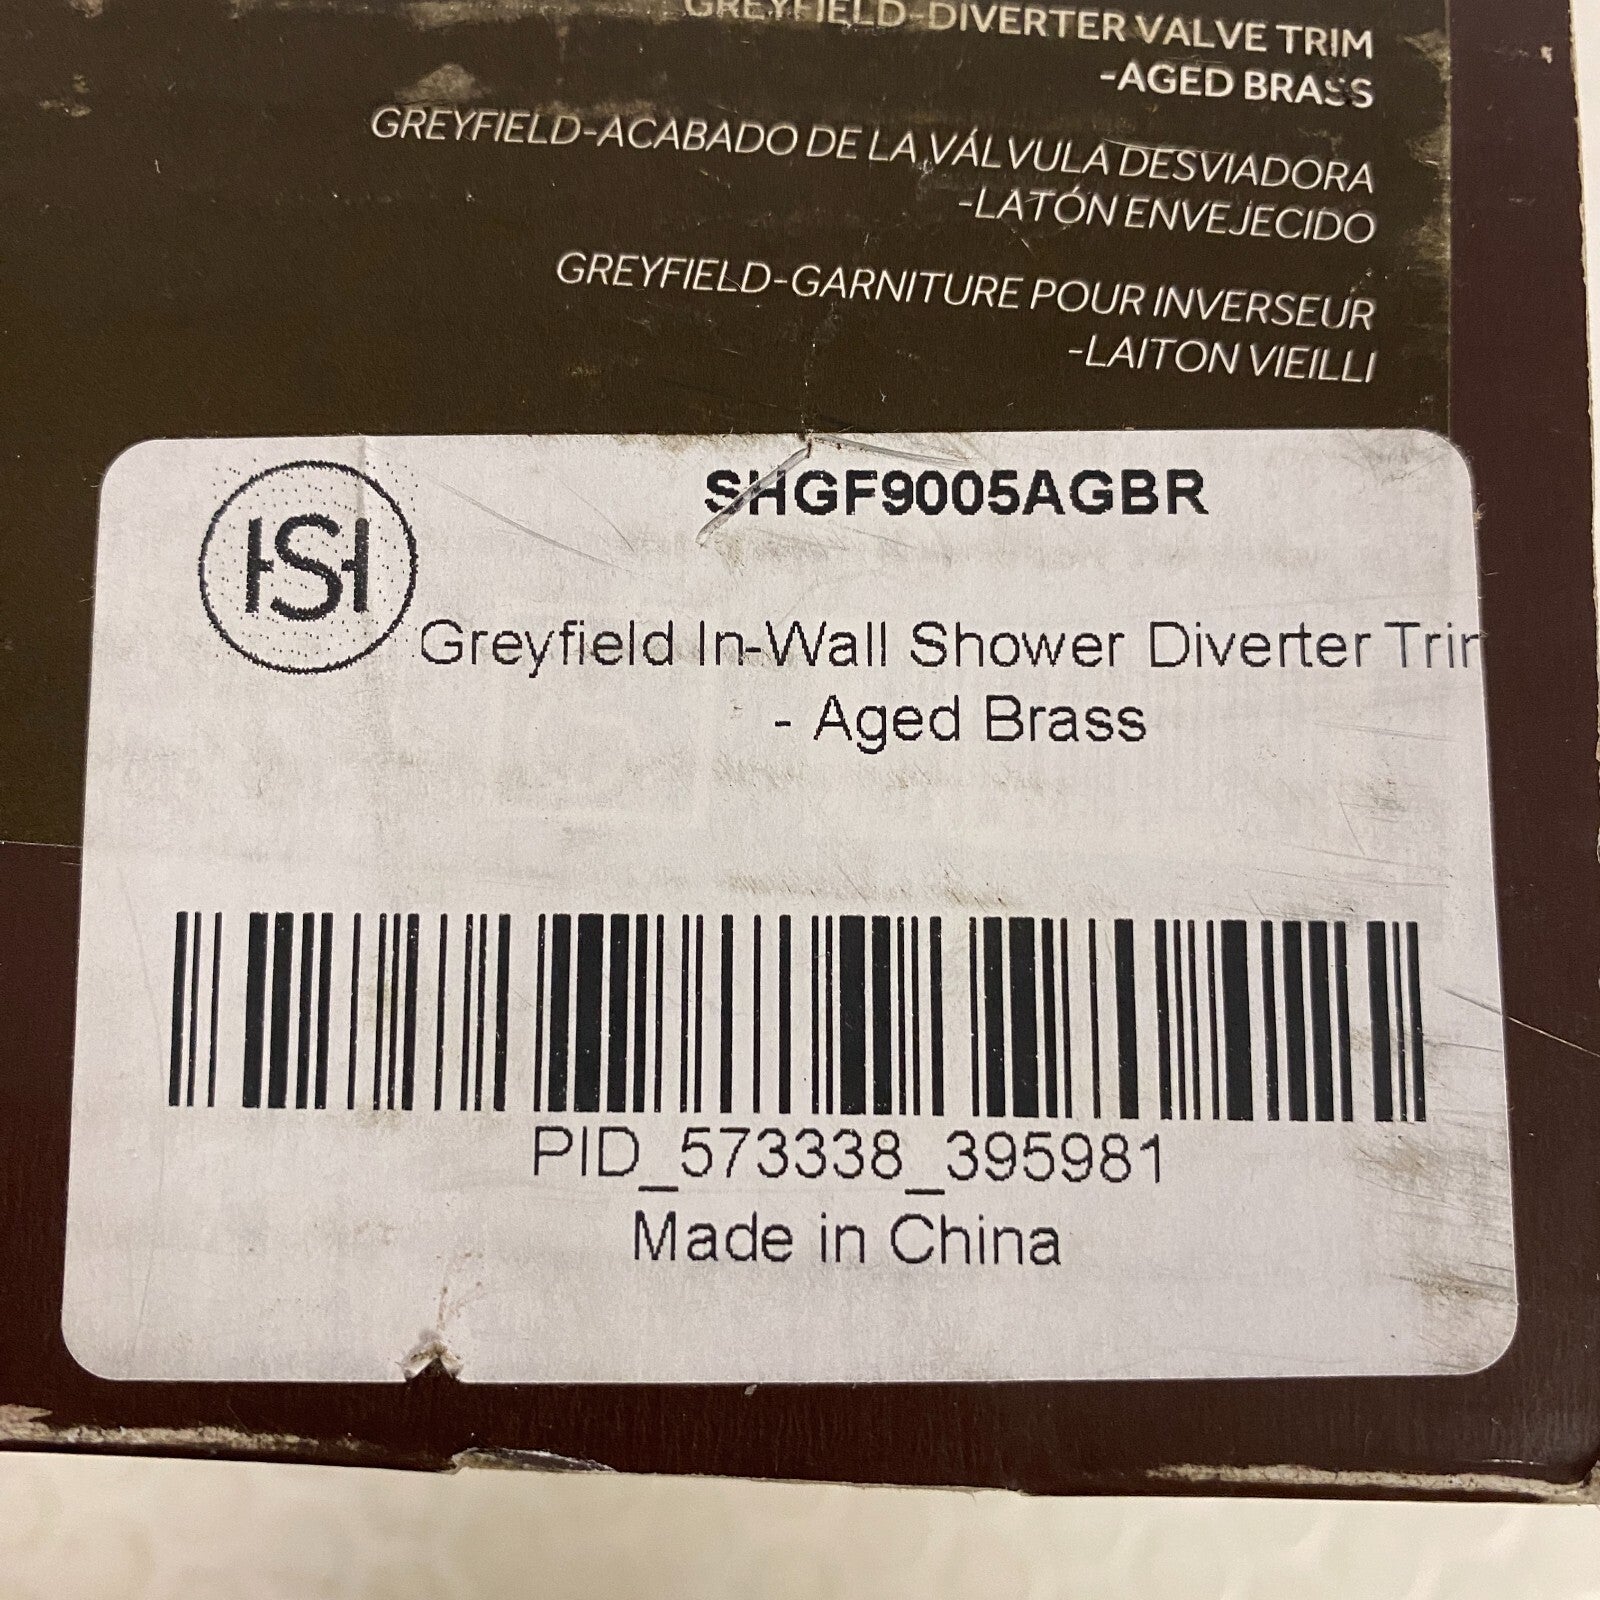 GREYFIELD-DIVERTER VALVE TRIM
-AGED BRASS
GREYFIELD-ACABADO DE LA VÁLVULA DESVIADORA
-LATÓN ENVEJECIDO
GREYFIELD-GARNITURE POUR INVERSEUR
-LAITON VIEILLI
HSH
SHGF9005AGBR
Greyfield In-Wall Shower Diverter Trim
- Aged Brass
PID_573338_395981
Made in China